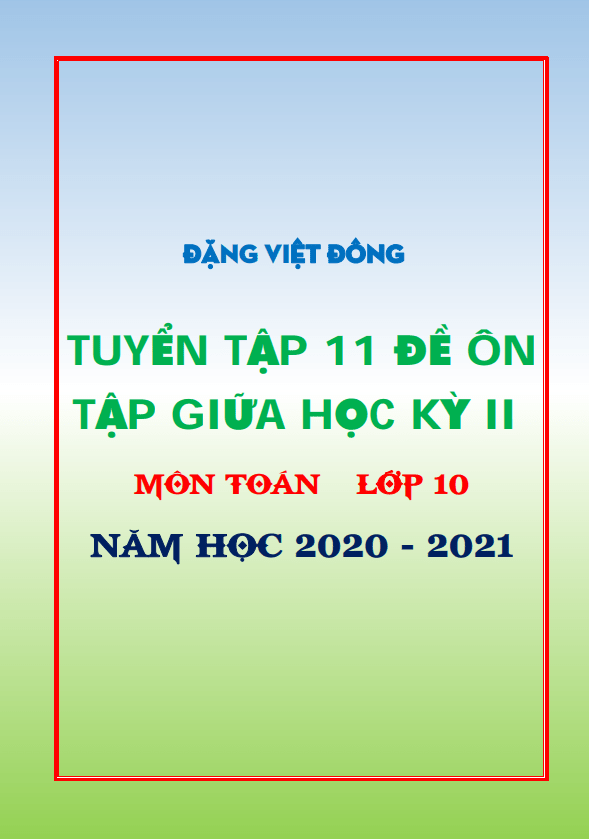 ĐẶNG VIỆT ĐÔNG
TUYỂN TẬP 11 ĐỀ ÔN
TẬP GIỮA HỌC KỲ II
MÔN TOÁN LỚP 10
NĂM HỌC 2020 - 2021